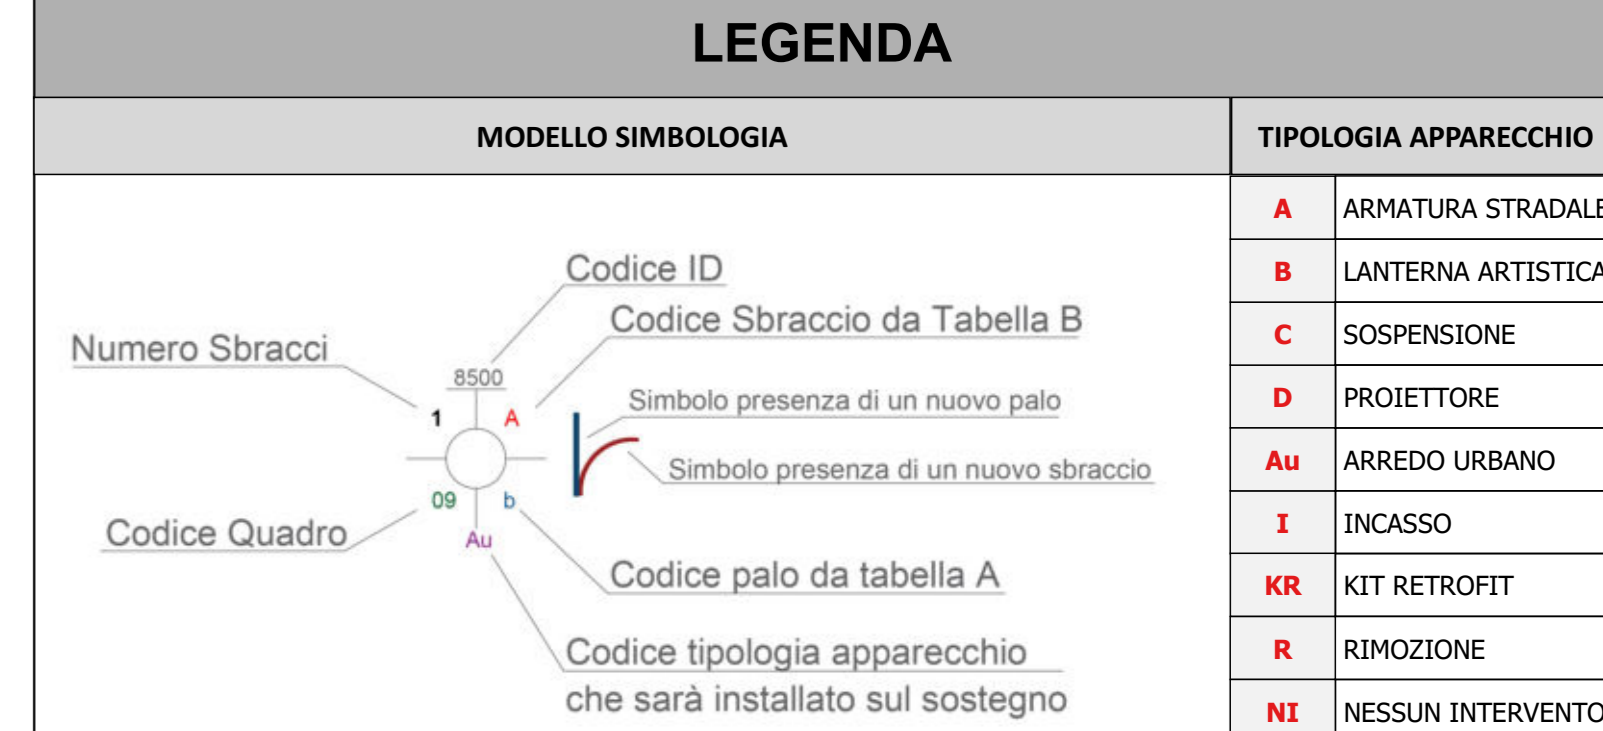 LEGENDA
MODELLO SIMBOLOGIA
TIPOLOGIA APPARECCHIO
Codice ID
Codice Sbraccio da Tabella B
Numero Sbracci
8500
1
A
Simbolo presenza di un nuovo palo
Simbolo presenza di un nuovo sbraccio
09
b
Codice Quadro
Au
Codice palo da tabella A
Codice tipologia apparecchio
che sarà installato sul sostegno
A ARMATURA STRADALE
B LANTERNA ARTISTICA
C SOSPENSIONE
D PROIETTORE
Au ARREDO URBANO
I INCASSO
KR KIT RETROFIT
R RIMOZIONE
NI NESSUN INTERVENTO